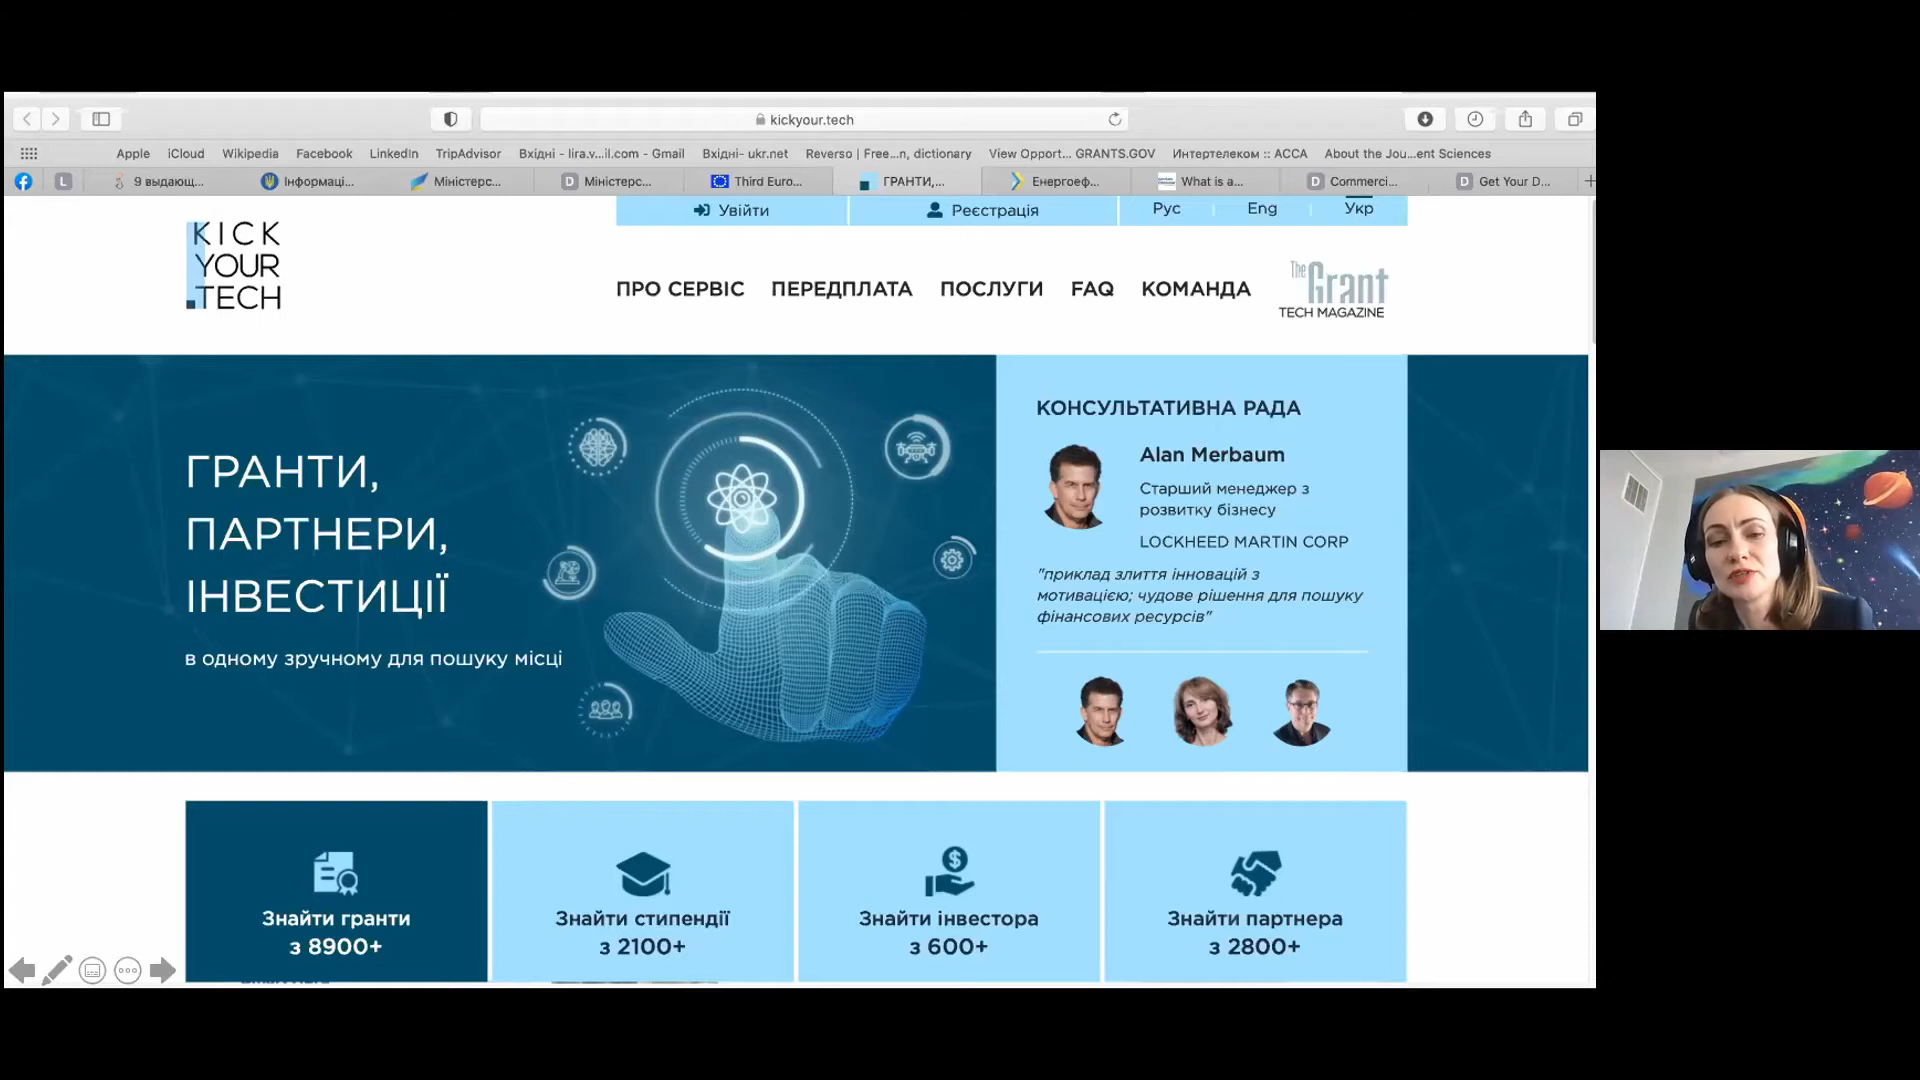 kickyour.tech
Apple iCloud Wikipedia Facebook LinkedIn TripAdvisor Вхідні – lira.v...il.com - Gmail Вхідні- ukr.net Reverso | Free...n, dictionary View Opport... GRANTS.GOV Интертелеком :: ACCA About the Jou...ent Sciences
L 9 выдающ... Інформаці... Міністерс... D Міністерс... Third Euro... ГРАНТИ,... Енергоеф... What is a... D Commerci... D Get Your D...
Увійти Реєстрація Рус Eng Укр
KICK
YOUR
.TECH
ПРО СЕРВІС ПЕРЕДПЛАТА ПОСЛУГИ FAQ КОМАНДА
The Grant
TECH MAGAZINE
ГРАНТИ,
ПАРТНЕРИ,
ІНВЕСТИЦІЇ
в одному зручному для пошуку місці
КОНСУЛЬТАТИВНА РАДА
Alan Merbaum
Старший менеджер з
розвитку бізнесу
LOCKHEED MARTIN CORP
"приклад злиття інновацій з
мотивацією; чудове рішення для пошуку
фінансових ресурсів"
Знайти гранти
з 8900+
Знайти стипендії
з 2100+
Знайти інвестора
з 600+
Знайти партнера
з 2800+